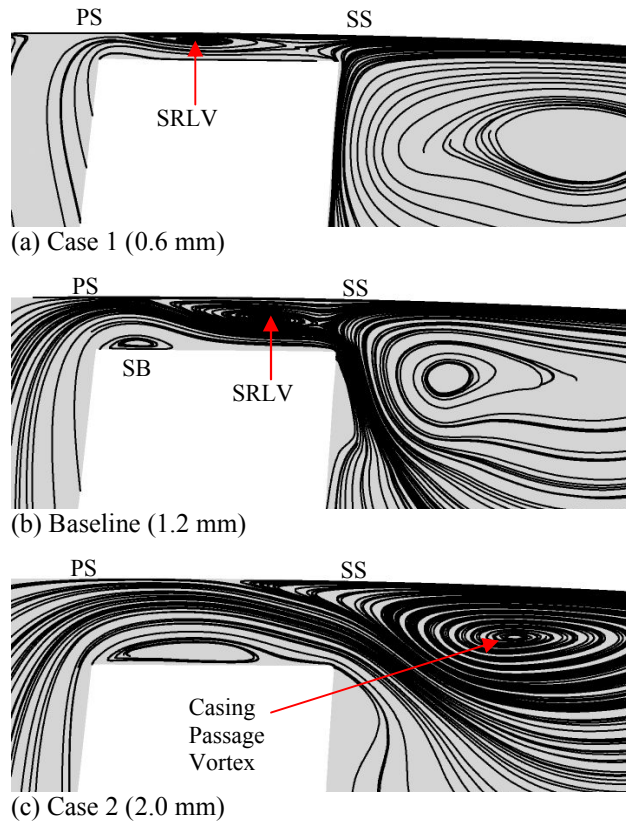 PS SS
SRLV
(a) Case 1 (0.6 mm)
PS SS
SB
SRLV
(b) Baseline (1.2 mm)
PS SS
Casing
Passage
Vortex
(c) Case 2 (2.0 mm)